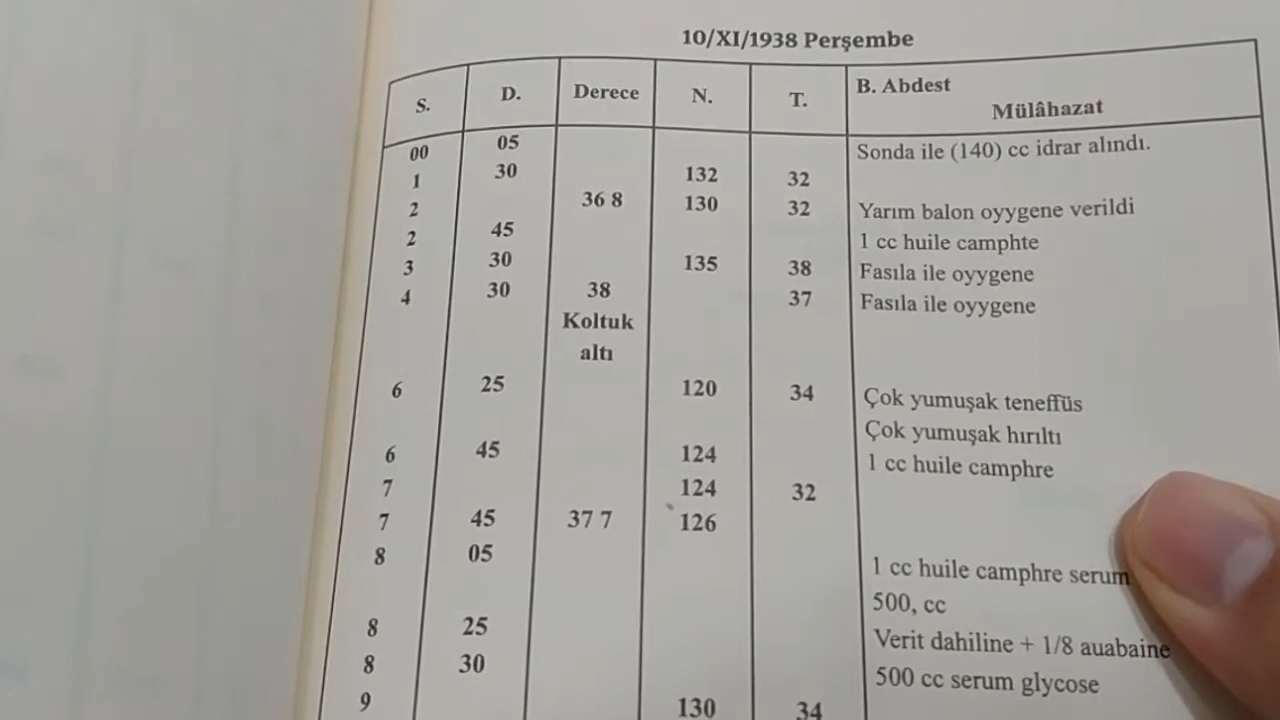 10/XI/1938 Perşembe
S. D. Derece N. T. B. Abdest
Mülâhazat
00 05 Sonda ile (140) cc idrar alındı.
1 30 132 32
2 36 8 130 32 Yarım balon oyygene verildi
2 45 1 cc huile camphte
3 30 135 38 Fasıla ile oyygene
4 30 38 37 Fasıla ile oyygene
Koltuk
altı
6 25 120 34 Çok yumuşak teneffüs
Çok yumuşak hırıltı
6 45 124 1 cc huile camphre
7 124 32
7 45 37 7 126
8 05 1 cc huile camphre serum
500, cc
8 25 Verit dahiline + 1/8 auabaine
8 30 500 cc serum glycose
9 130 34